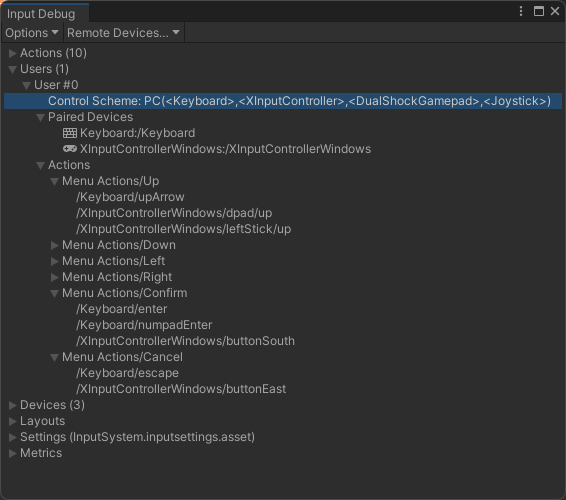 Input Debug
Options Remote Devices...
Actions (10)
Users (1)
User #0
Control Scheme: PC(<Keyboard>,<XInputController>,<DualShockGamepad>,<Joystick>)
Paired Devices
Keyboard:/Keyboard
XInputControllerWindows:/XInputControllerWindows
Actions
Menu Actions/Up
/Keyboard/upArrow
/XInputControllerWindows/dpad/up
/XInputControllerWindows/leftStick/up
Menu Actions/Down
Menu Actions/Left
Menu Actions/Right
Menu Actions/Confirm
/Keyboard/enter
/Keyboard/numpadEnter
/XInputControllerWindows/buttonSouth
Menu Actions/Cancel
/Keyboard/escape
/XInputControllerWindows/buttonEast
Devices (3)
Layouts
Settings (InputSystem.inputsettings.asset)
Metrics